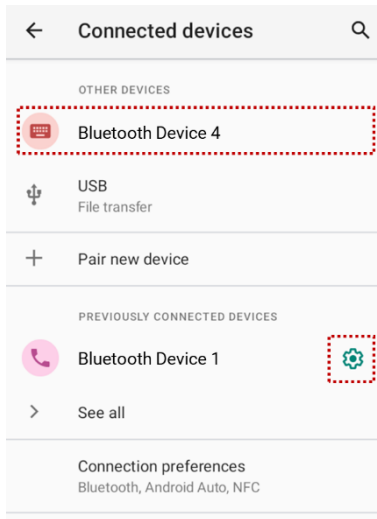 Connected devices
OTHER DEVICES
Bluetooth Device 4
USB
File transfer
Pair new device
PREVIOUSLY CONNECTED DEVICES
Bluetooth Device 1
See all
Connection preferences
Bluetooth, Android Auto, NFC